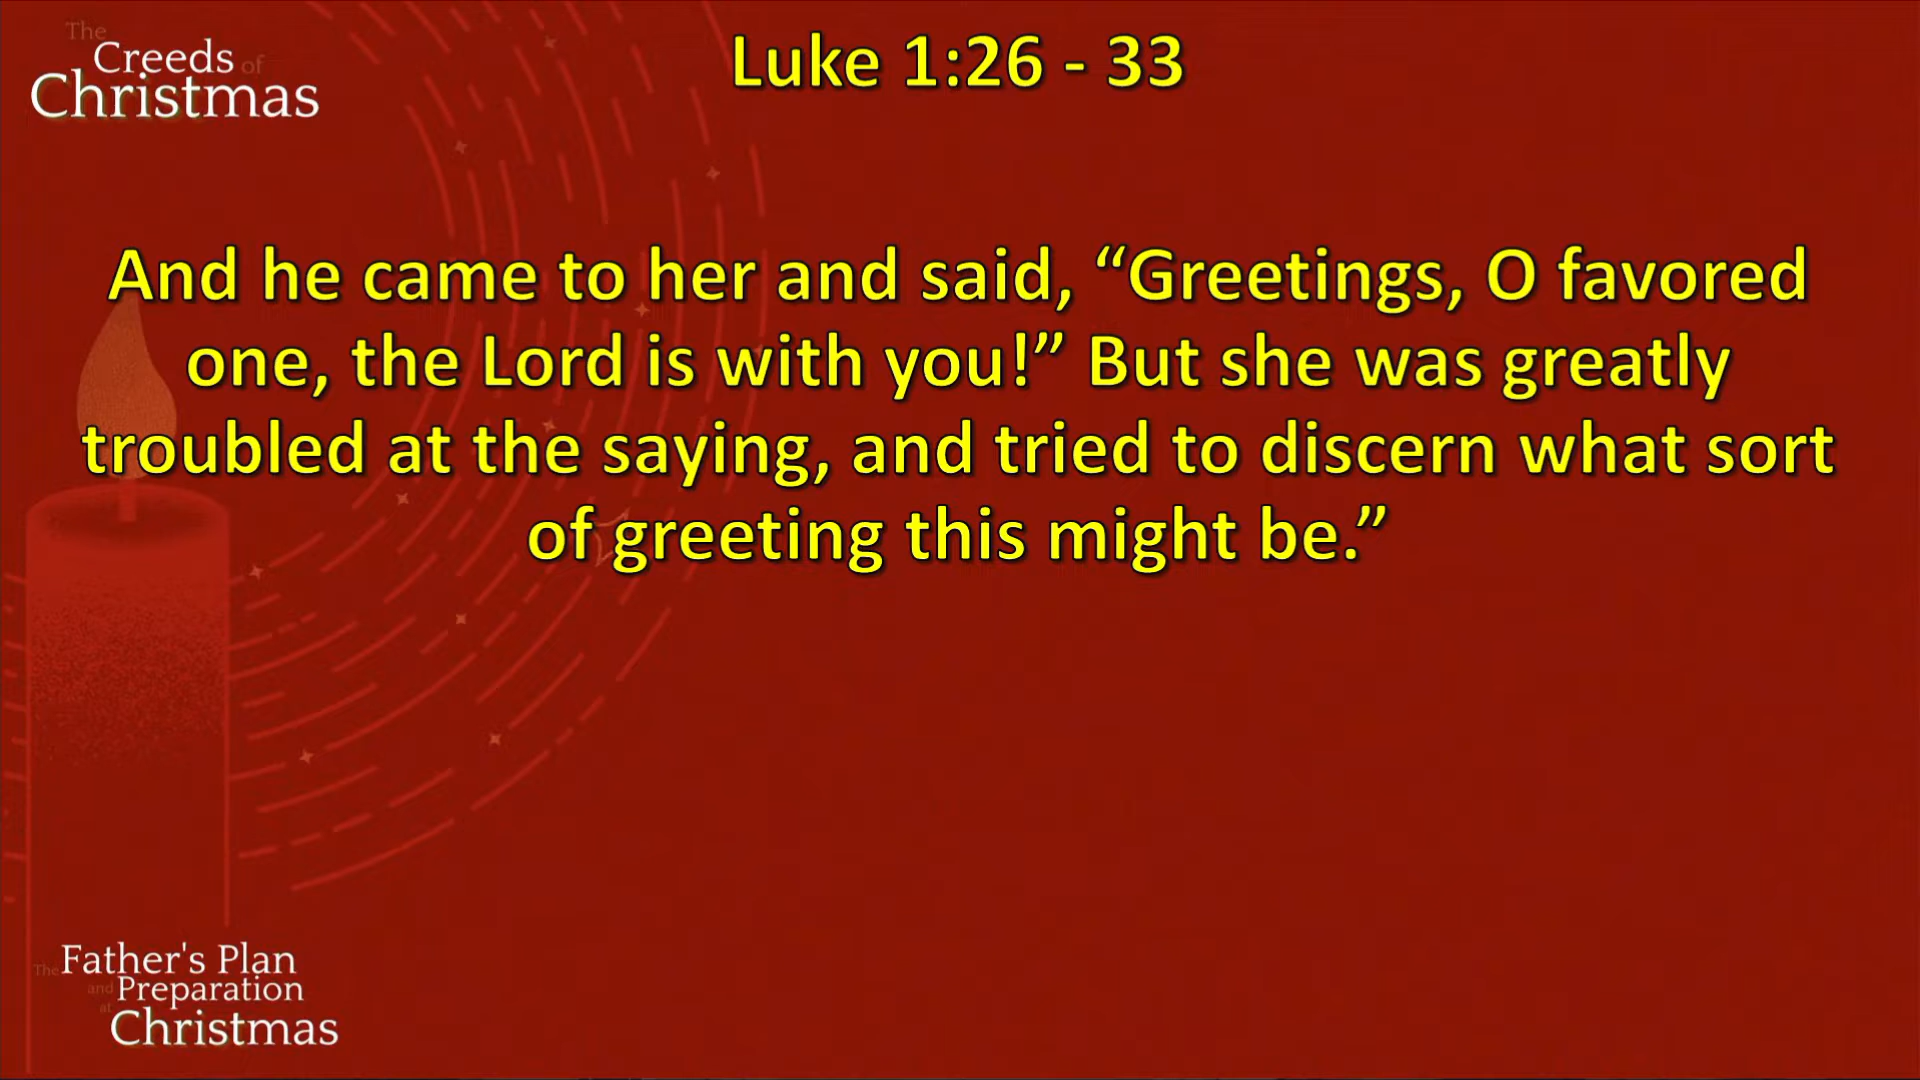 The
Creeds of
Christmas
Luke 1:26 - 33
And he came to her and said, “Greetings, O favored
one, the Lord is with you!” But she was greatly
troubled at the saying, and tried to discern what sort
of greeting this might be.”
The Father's Plan
and Preparation
at Christmas